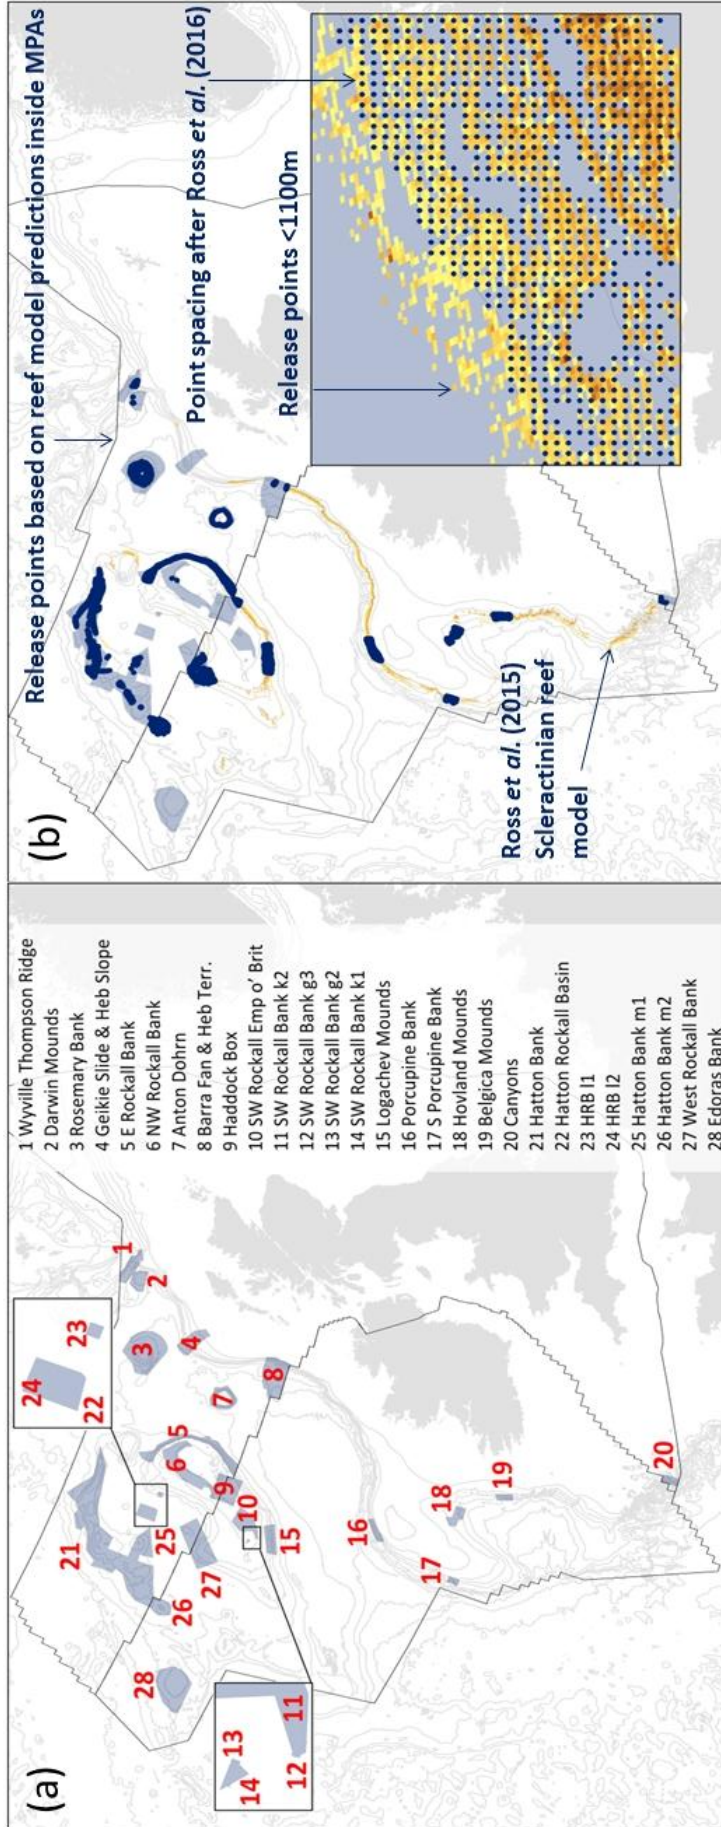 (a)
1 Wyville Thompson Ridge
2 Darwin Mounds
3 Rosemary Bank
4 Geikie Slide & Heb Slope
5 E Rockall Bank
6 NW Rockall Bank
7 Anton Dohrn
8 Barra Fan & Heb Terr.
9 Haddock Box
10 SW Rockall Emp o' Brit
11 SW Rockall Bank k2
12 SW Rockall Bank g3
13 SW Rockall Bank g2
14 SW Rockall Bank k1
15 Logachev Mounds
16 Porcupine Bank
17 S Porcupine Bank
18 Hovland Mounds
19 Belgica Mounds
20 Canyons
21 Hatton Bank
22 Hatton Rockall Basin
23 HRB l1
24 HRB l2
25 Hatton Bank m1
26 Hatton Bank m2
27 West Rockall Bank
28 Edoras Bank
24
23
22
21
1
2
3
4
5
6
7
8
9
10
25
26
27
28
15
13
14
11
12
16
17
18
19
20
(b)
Release points based on reef model predictions inside MPAs
Point spacing after Ross et al. (2016)
Release points <1100m
Ross et al. (2015)
Scleractinian reef
model